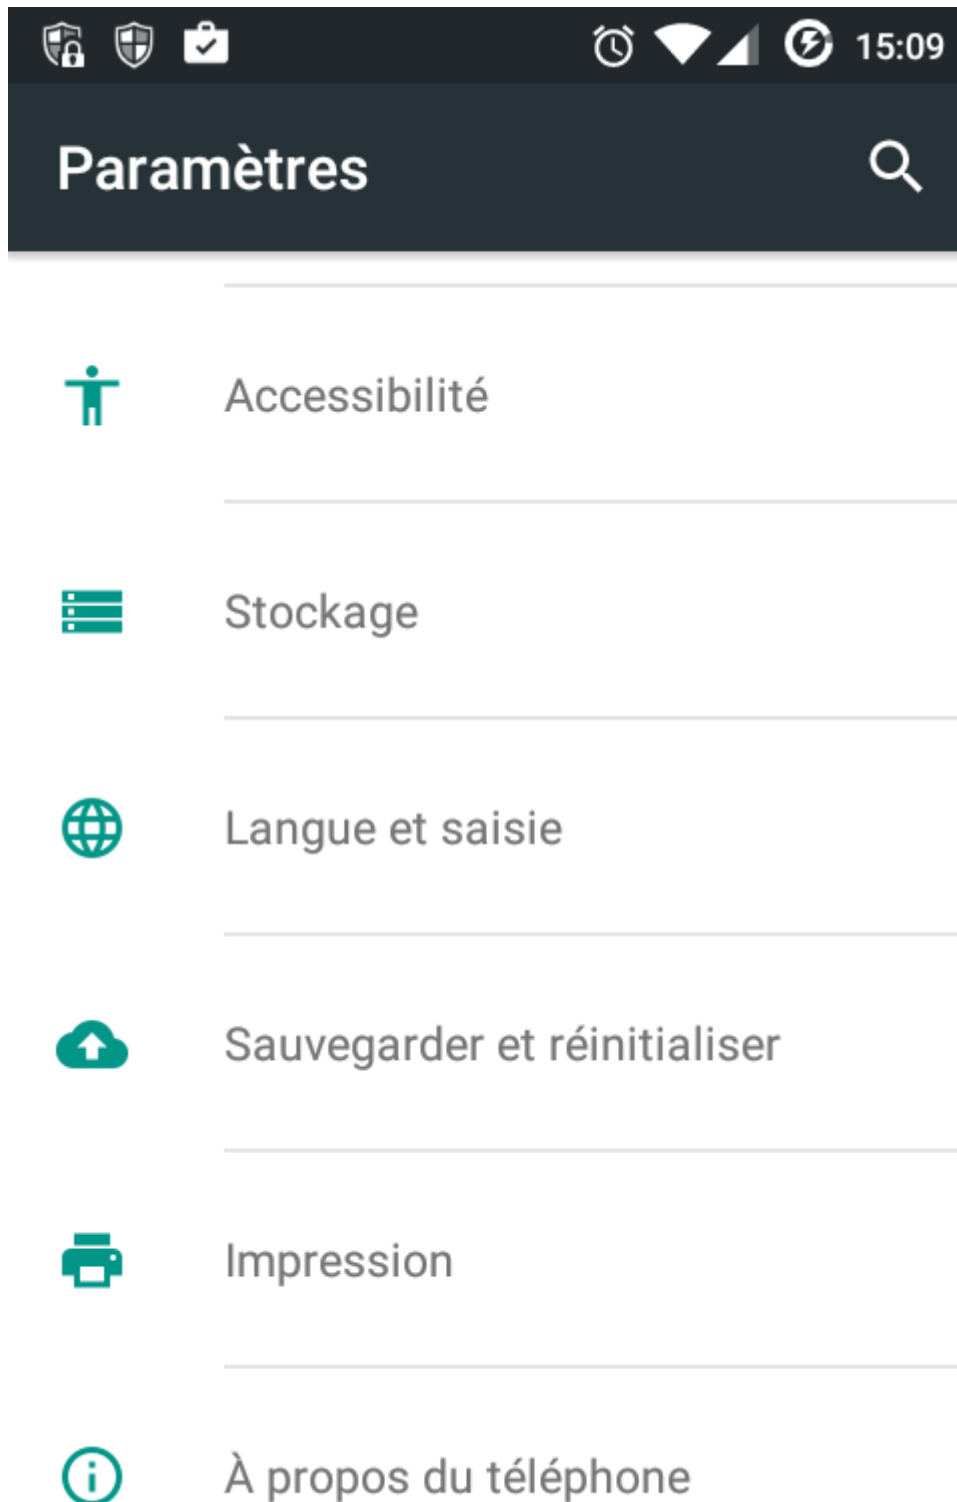 15:09
Paramètres
Accessibilité
Stockage
Langue et saisie
Sauvegarder et réinitialiser
Impression
À propos du téléphone